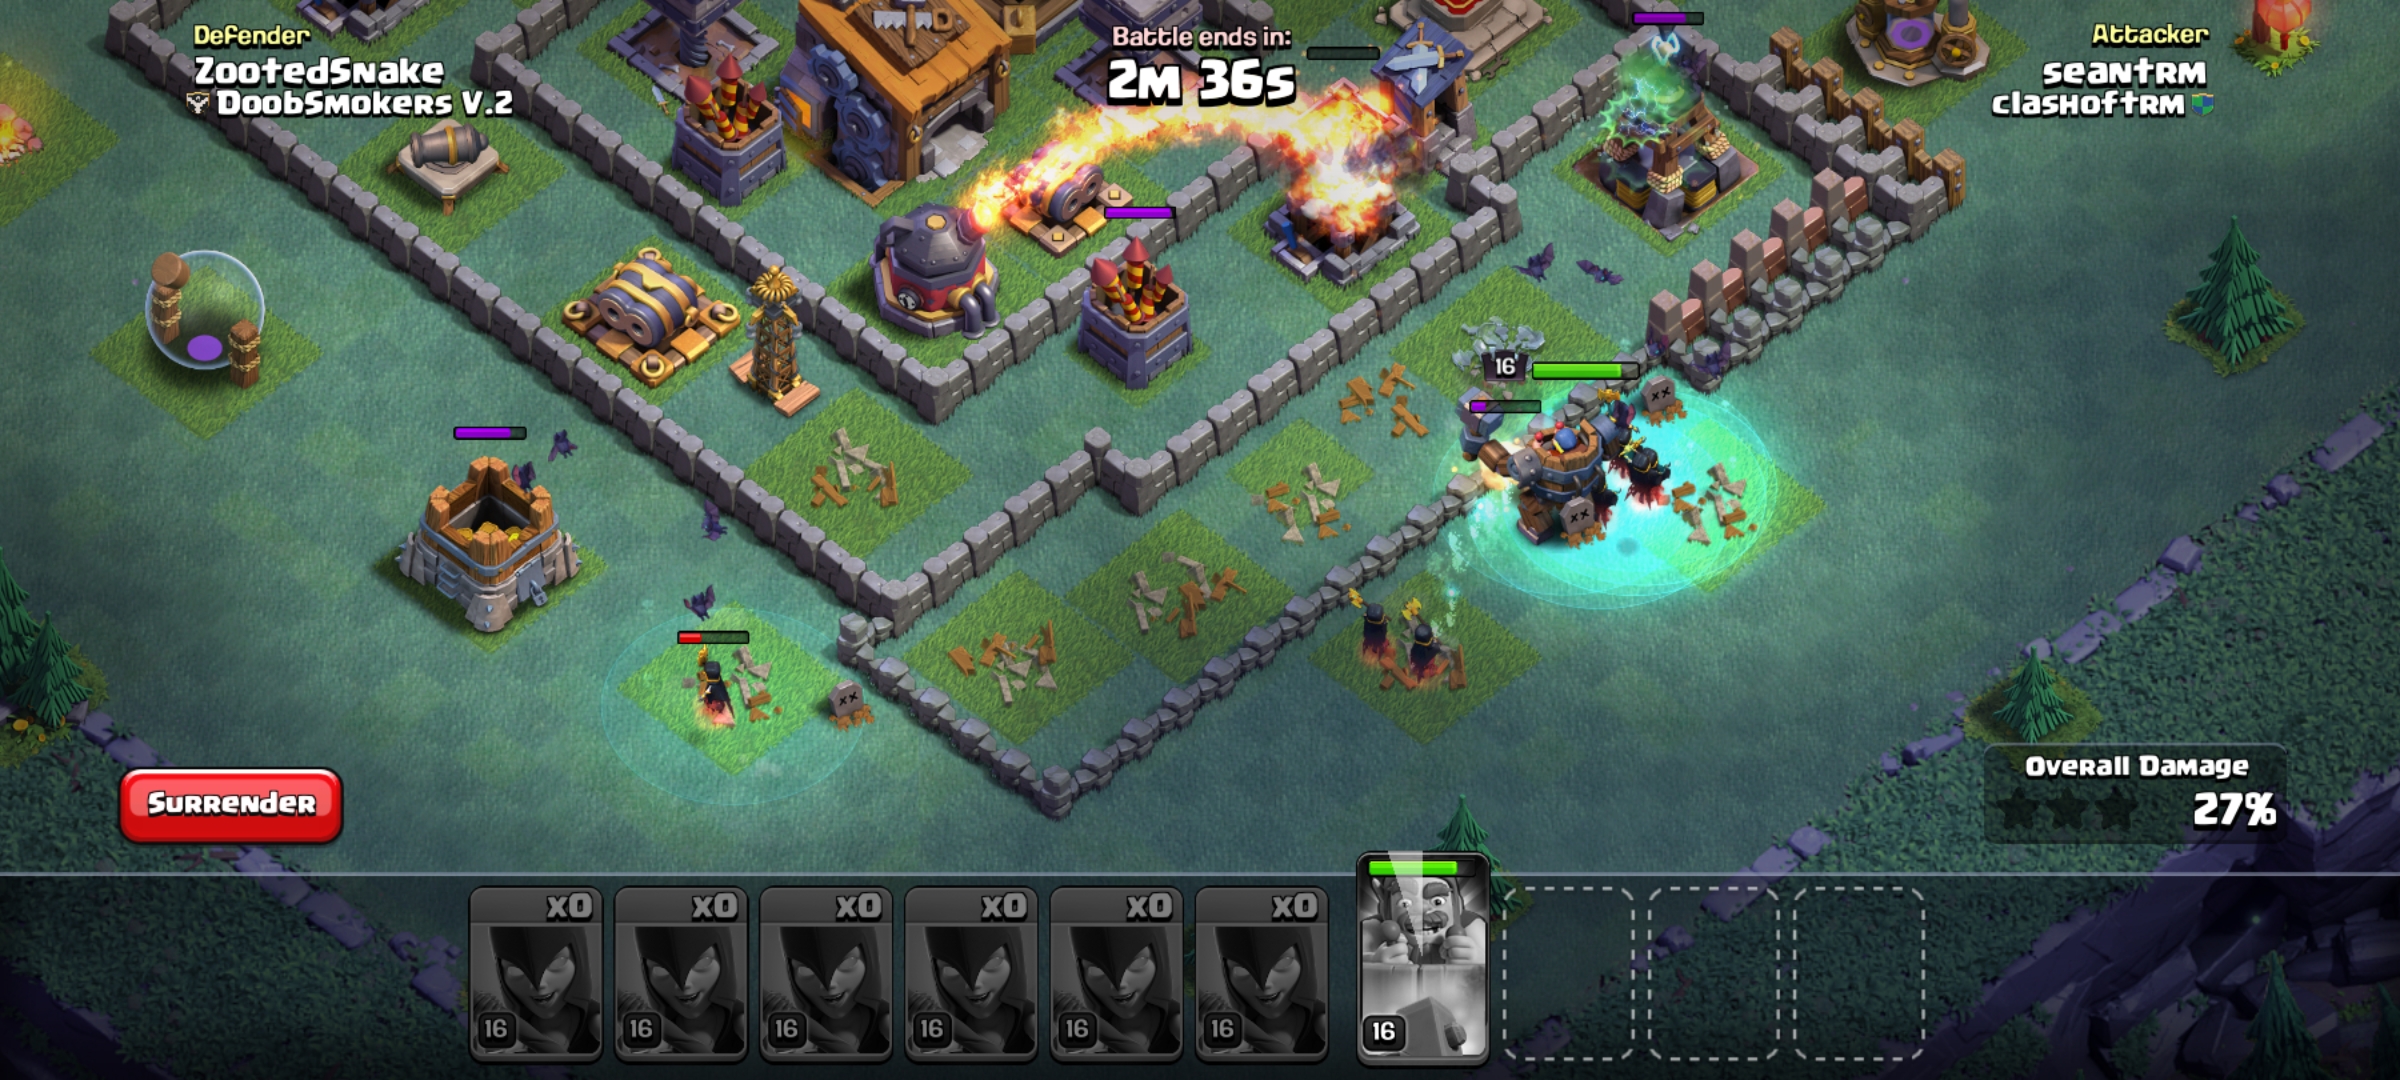 Defender
ZootedSnake
DoobSmokers V.2
Battle ends in:
2m 36s
Attacker
seantrm
clashoftrm
16
Surrender
Overall Damage
27%
x0
x0
x0
x0
x0
x0
16
16
16
16
16
16
16